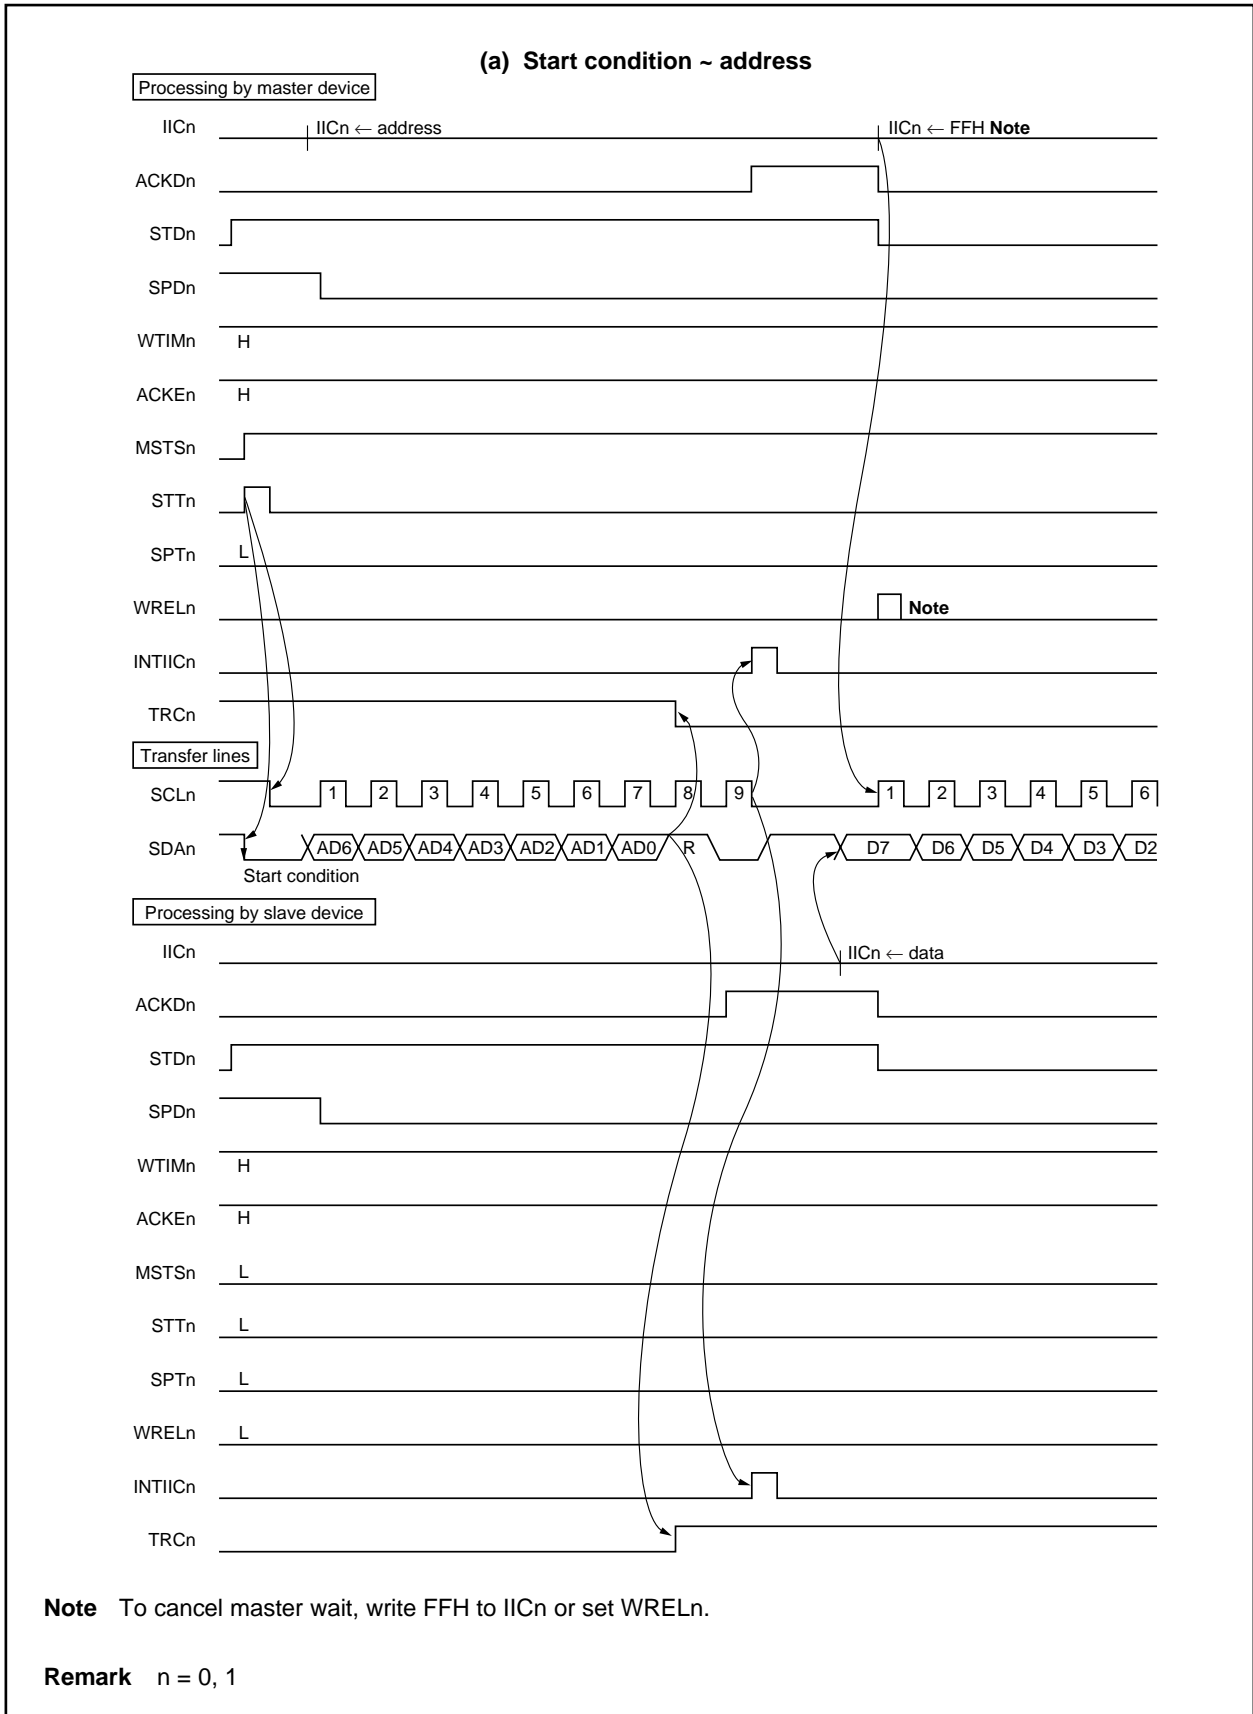 (a) Start condition ~ address
Processing by master device
IICn IICn ← address IICn ← FFH Note
ACKDn
STDn
SPDn
WTIMn H
ACKEn H
MSTSn
STTn
SPTn L
WRELn Note
INTIICn
TRCn
Transfer lines
SCLn 1 2 3 4 5 6 7 8 9 1 2 3 4 5 6
SDAn AD6 AD5 AD4 AD3 AD2 AD1 AD0 R D7 D6 D5 D4 D3 D2
Start condition
Processing by slave device
IICn IICn ← data
ACKDn
STDn
SPDn
WTIMn H
ACKEn H
MSTSn L
STTn L
SPTn L
WRELn L
INTIICn
TRCn
Note To cancel master wait, write FFH to IICn or set WRELn.
Remark n = 0, 1